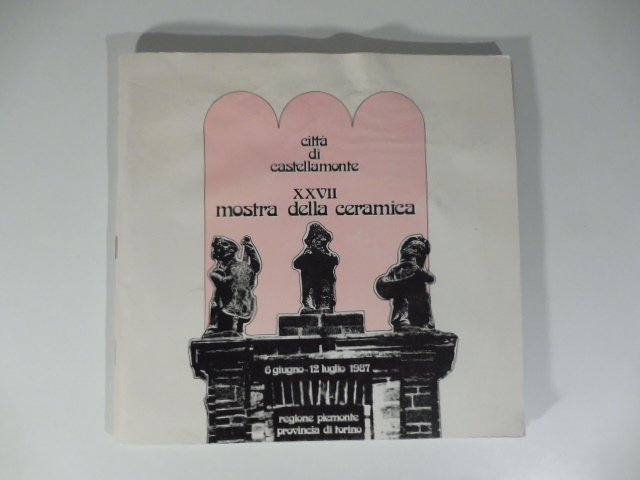 città
di
castellamonte
XXVII
mostra della ceramica
6 giugno-12 luglio 1987
regione piemonte
provincia di torino